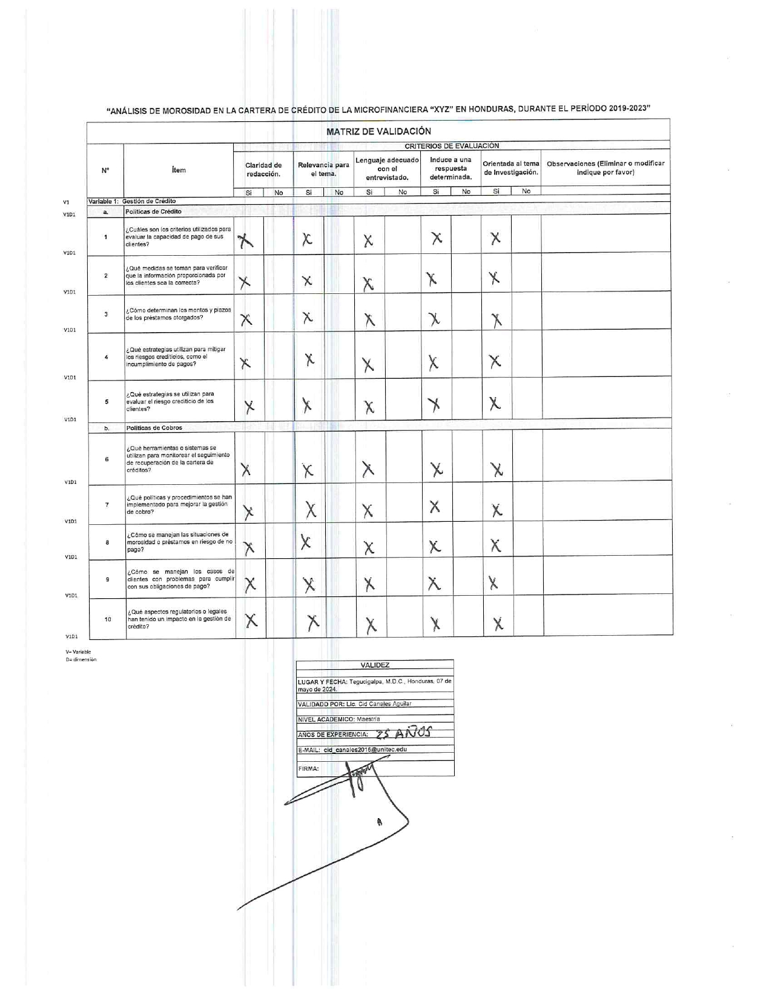 "ANÁLISIS DE MOROSIDAD EN LA CARTERA DE CRÉDITO DE LA MICROFINANCIERA "XYZ" EN HONDURAS, DURANTE EL PERÍODO 2019-2023"
MATRIZ DE VALIDACIÓN
CRITERIOS DE EVALUACIÓN
N° Ítem
Claridad de
redacción.
Relevancia para
el tema.
Lenguaje adecuado
con el
entrevistado.
Induce a una
respuesta
determinada.
Orientada al tema
de Investigación.
Observaciones (Eliminar o modificar
indique por favor)
Si No Si No Si No Si No Si No
V1 Variable 1: Gestión de Crédito
V1D1 a. Políticas de Crédito
1
¿Cuáles son los criterios utilizados para
evaluar la capacidad de pago de sus
clientes?
X X X X X
V1D1
2
¿Qué medidas se toman para verificar
que la información proporcionada por
los clientes sea la correcta?
X X X X X
V1D1
3
¿Cómo determinan los montos y plazos
de los préstamos otorgados?
X X X X X
V1D1
4
¿Qué estrategias utilizan para mitigar
los riesgos crediticios, como el
incumplimiento de pagos?
X X X X X
V1D1
5
¿Qué estrategias se utilizan para
evaluar el riesgo crediticio de los
clientes?
X X X X X
V1D1
b. Políticas de Cobros
6
¿Qué herramientas o sistemas se
utilizan para monitorear el seguimiento
de recuperación de la cartera de
créditos?
X X X X X
V1D1
7
¿Qué políticas y procedimientos se han
implementado para mejorar la gestión
de cobro?
X X X X X
V1D1
8
¿Cómo se manejan las situaciones de
morosidad o préstamos en riesgo de no
pago?
X X X X X
V1D1
9
¿Cómo se manejan los casos de
clientes con problemas para cumplir
con sus obligaciones de pago?
X X X X X
V1D1
10
¿Qué aspectos regulatorios o legales
han tenido un impacto en la gestión de
crédito?
X X X X X
V1D1
V= Variable
D= dimensión
VALIDEZ
LUGAR Y FECHA: Tegucigalpa, M.D.C., Honduras, 07 de
mayo de 2024.
VALIDADO POR: Lic. Cid Canales Aguilar
NIVEL ACADEMICO: Maestría
AÑOS DE EXPERIENCIA: 25 AÑOS
E-MAIL: cid_canales2016@unitec.edu
FIRMA: